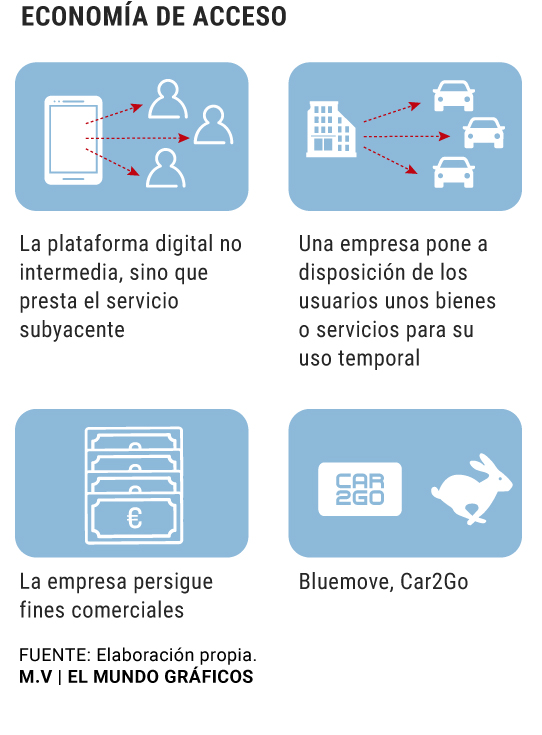 ECONOMÍA DE ACCESO
La plataforma digital no
intermedia, sino que
presta el servicio
subyacente
Una empresa pone a
disposición de los
usuarios unos bienes
o servicios para su
uso temporal
€
La empresa persigue
fines comerciales
CAR
2GO
Bluemove, Car2Go
FUENTE: Elaboración propia.
M.V | EL MUNDO GRÁFICOS